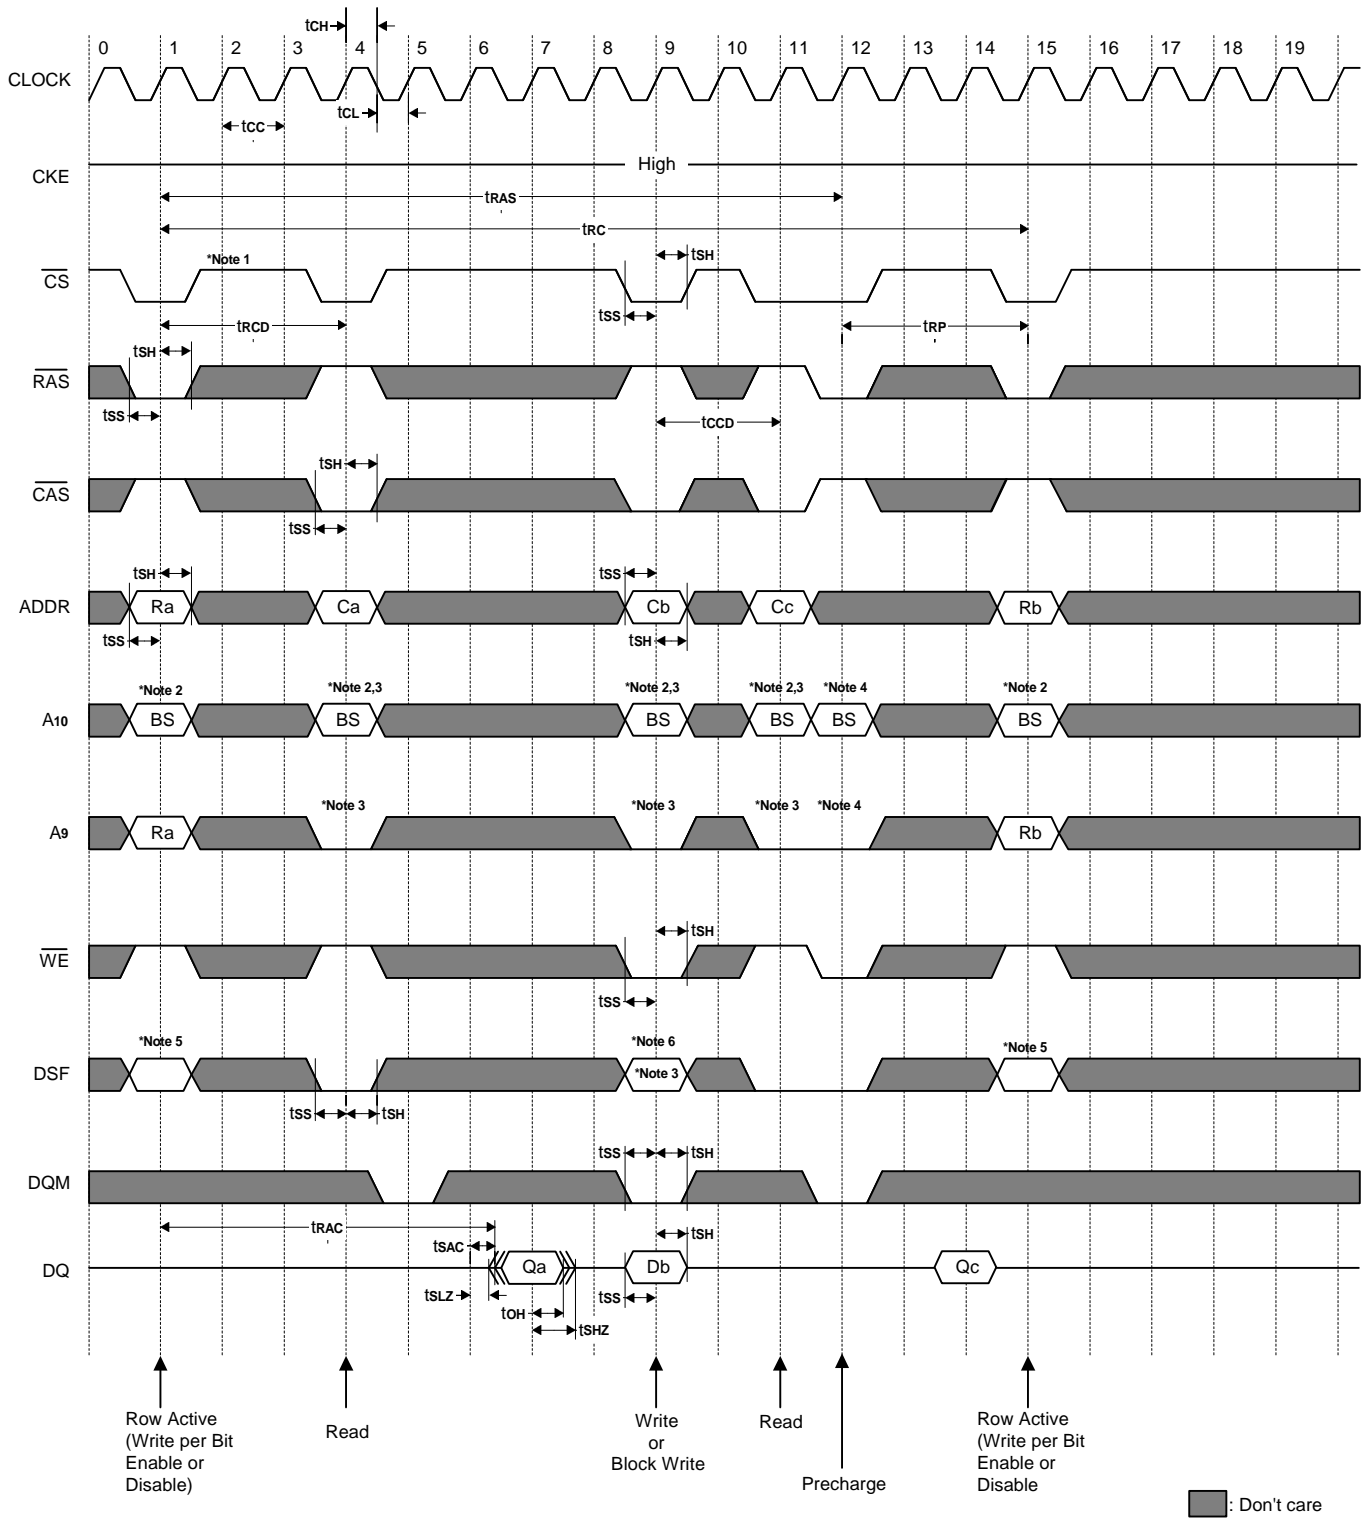 tCH
0 1 2 3 4 5 6 7 8 9 10 11 12 13 14 15 16 17 18 19
CLOCK
tCL
tCC
High
CKE
tRAS
tRC
*Note 1
tSH
CS
tSS
tRCD
tRP
tSH
RAS
tSS
tCCD
tSH
CAS
tSS
tSH
tSS
ADDR
Ra Ca Cb Cc Rb
tSS
tSH
*Note 2 *Note 2,3 *Note 2,3 *Note 2,3 *Note 4 *Note 2
A10
BS BS BS BS BS BS
*Note 3 *Note 3 *Note 3 *Note 4
A9
Ra Rb
tSH
WE
tSS
*Note 5 *Note 6 *Note 5
DSF
*Note 3
tSS tSH
tSS tSH
DQM
tRAC
tSH
tSAC
DQ
Qa Db Qc
tSLZ
tSS
tOH
tSHZ
Row Active
(Write per Bit
Enable or
Disable)
Read
Write
or
Block Write
Read
Precharge
Row Active
(Write per Bit
Enable or
Disable
: Don't care